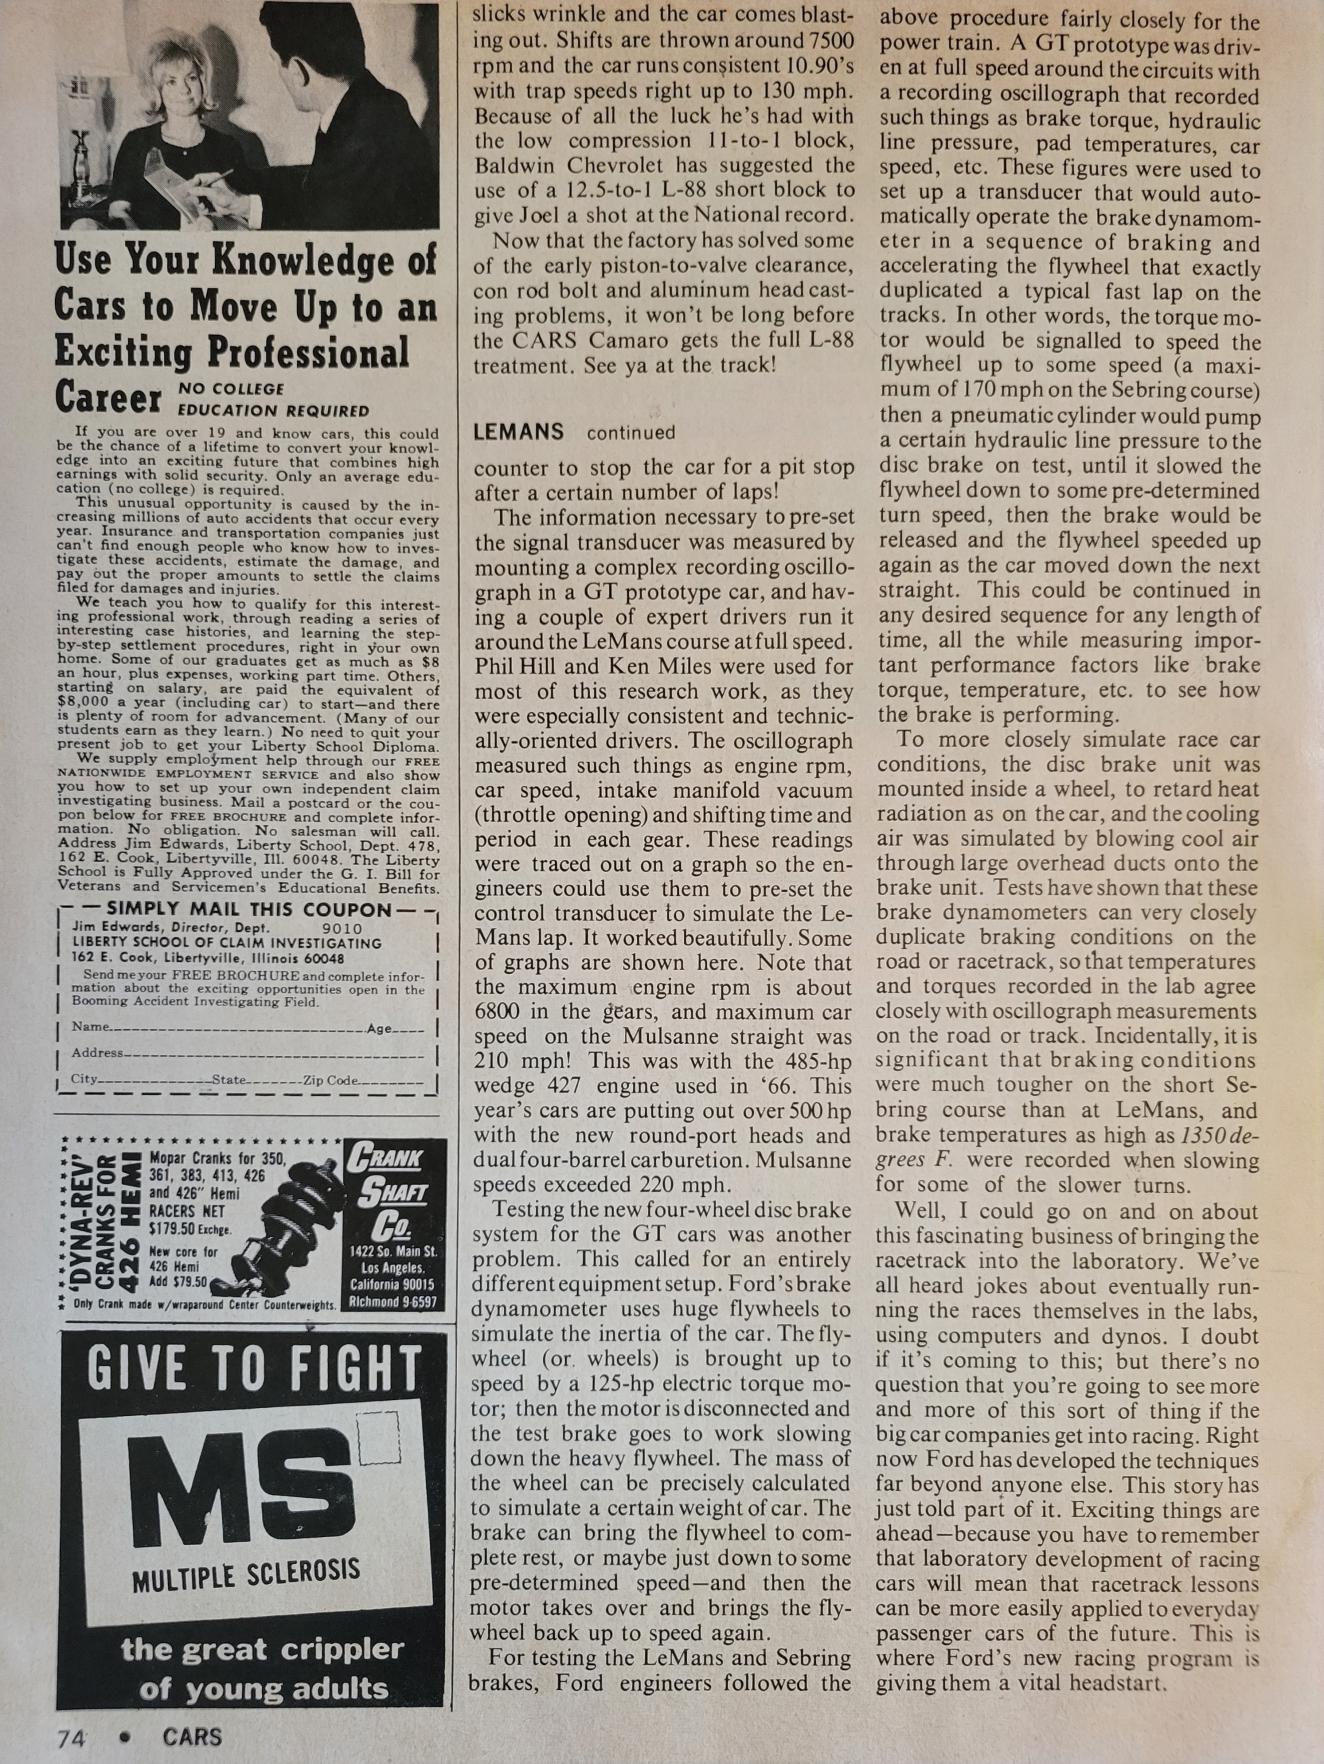 Use Your Knowledge of
Cars to Move Up to an
Exciting Professional
Career NO COLLEGE
EDUCATION REQUIRED
If you are over 19 and know cars, this could
be the chance of a lifetime to convert your knowl-
edge into an exciting future that combines high
earnings with solid security. Only an average edu-
cation (no college) is required.
This unusual opportunity is caused by the in-
creasing millions of auto accidents that occur every
year. Insurance and transportation companies just
can't find enough people who know how to inves-
tigate these accidents, estimate the damage, and
pay out the proper amounts to settle the claims
filed for damages and injuries.
We teach you how to qualify for this interest-
ing professional work, through reading a series of
interesting case histories, and learning the step-
by-step settlement procedures, right in your own
home. Some of our graduates get as much as $8
an hour, plus expenses, working part time. Others,
starting on salary, are paid the equivalent of
$8,000 a year (including car) to start—and there
is plenty of room for advancement. (Many of our
students earn as they learn.) No need to quit your
present job to get your Liberty School Diploma.
We supply employment help through our FREE
NATIONWIDE EMPLOYMENT SERVICE and also show
you how to set up your own independent claim
investigating business. Mail a postcard or the cou-
pon below for FREE BROCHURE and complete infor-
mation. No obligation. No salesman will call.
Address Jim Edwards, Liberty School, Dept. 478,
162 E. Cook, Libertyville, Ill. 60048. The Liberty
School is Fully Approved under the G. I. Bill for
Veterans and Servicemen's Educational Benefits.
SIMPLY MAIL THIS COUPON
Jim Edwards, Director, Dept. 9010
LIBERTY SCHOOL OF CLAIM INVESTIGATING
162 E. Cook, Libertyville, Illinois 60048
Send me your FREE BROCHURE and complete infor-
mation about the exciting opportunities open in the
Booming Accident Investigating Field.
Name Age
Address
City State Zip Code
'DYNA-REV'
CRANKS FOR
426 HEMI
Mopar Cranks for 350,
361, 383, 413, 426
and 426" Hemi
RACERS NET
$179.50 Exchge.
New core for
426 Hemi
Add $79.50
Only Crank made w/wraparound Center Counterweights.
CRANK
SHAFT
CO.
1422 So. Main St.
Los Angeles,
California 90015
RIchmond 9-6597
GIVE TO FIGHT
MS
MULTIPLE SCLEROSIS
the great crippler
of young adults
slicks wrinkle and the car comes blast-
ing out. Shifts are thrown around 7500
rpm and the car runs consistent 10.90's
with trap speeds right up to 130 mph.
Because of all the luck he's had with
the low compression 11-to-1 block,
Baldwin Chevrolet has suggested the
use of a 12.5-to-1 L-88 short block to
give Joel a shot at the National record.
Now that the factory has solved some
of the early piston-to-valve clearance,
con rod bolt and aluminum head cast-
ing problems, it won't be long before
the CARS Camaro gets the full L-88
treatment. See ya at the track!
LEMANS continued
counter to stop the car for a pit stop
after a certain number of laps!
The information necessary to pre-set
the signal transducer was measured by
mounting a complex recording oscillo-
graph in a GT prototype car, and hav-
ing a couple of expert drivers run it
around the LeMans course at full speed.
Phil Hill and Ken Miles were used for
most of this research work, as they
were especially consistent and technic-
ally-oriented drivers. The oscillograph
measured such things as engine rpm,
car speed, intake manifold vacuum
(throttle opening) and shifting time and
period in each gear. These readings
were traced out on a graph so the en-
gineers could use them to pre-set the
control transducer to simulate the Le-
Mans lap. It worked beautifully. Some
of graphs are shown here. Note that
the maximum engine rpm is about
6800 in the gears, and maximum car
speed on the Mulsanne straight was
210 mph! This was with the 485-hp
wedge 427 engine used in ‘66. This
year's cars are putting out over 500 hp
with the new round-port heads and
dual four-barrel carburetion. Mulsanne
speeds exceeded 220 mph.
Testing the new four-wheel disc brake
system for the GT cars was another
problem. This called for an entirely
different equipment setup. Ford's brake
dynamometer uses huge flywheels to
simulate the inertia of the car. The fly-
wheel (or wheels) is brought up to
speed by a 125-hp electric torque mo-
tor; then the motor is disconnected and
the test brake goes to work slowing
down the heavy flywheel. The mass of
the wheel can be precisely calculated
to simulate a certain weight of car. The
brake can bring the flywheel to com-
plete rest, or maybe just down to some
pre-determined speed—and then the
motor takes over and brings the fly-
wheel back up to speed again.
For testing the LeMans and Sebring
brakes, Ford engineers followed the
above procedure fairly closely for the
power train. A GT prototype was driv-
en at full speed around the circuits with
a recording oscillograph that recorded
such things as brake torque, hydraulic
line pressure, pad temperatures, car
speed, etc. These figures were used to
set up a transducer that would auto-
matically operate the brake dynamom-
eter in a sequence of braking and
accelerating the flywheel that exactly
duplicated a typical fast lap on the
tracks. In other words, the torque mo-
tor would be signalled to speed the
flywheel up to some speed (a maxi-
mum of 170 mph on the Sebring course)
then a pneumatic cylinder would pump
a certain hydraulic line pressure to the
disc brake on test, until it slowed the
flywheel down to some pre-determined
turn speed, then the brake would be
released and the flywheel speeded up
again as the car moved down the next
straight. This could be continued in
any desired sequence for any length of
time, all the while measuring impor-
tant performance factors like brake
torque, temperature, etc. to see how
the brake is performing.
To more closely simulate race car
conditions, the disc brake unit was
mounted inside a wheel, to retard heat
radiation as on the car, and the cooling
air was simulated by blowing cool air
through large overhead ducts onto the
brake unit. Tests have shown that these
brake dynamometers can very closely
duplicate braking conditions on the
road or racetrack, so that temperatures
and torques recorded in the lab agree
closely with oscillograph measurements
on the road or track. Incidentally, it is
significant that braking conditions
were much tougher on the short Se-
bring course than at LeMans, and
brake temperatures as high as 1350 de-
grees F. were recorded when slowing
for some of the slower turns.
Well, I could go on and on about
this fascinating business of bringing the
racetrack into the laboratory. We've
all heard jokes about eventually run-
ning the races themselves in the labs,
using computers and dynos. I doubt
if it's coming to this; but there's no
question that you're going to see more
and more of this sort of thing if the
big car companies get into racing. Right
now Ford has developed the techniques
far beyond anyone else. This story has
just told part of it. Exciting things are
ahead—because you have to remember
that laboratory development of racing
cars will mean that racetrack lessons
can be more easily applied to everyday
passenger cars of the future. This is
where Ford's new racing program is
giving them a vital headstart.
74 • CARS